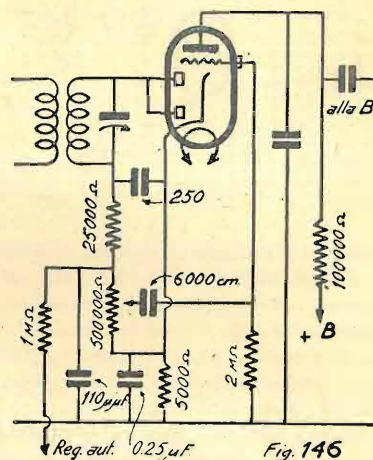 alla B
250
25000 Ω
6000 cm.
500000 Ω
100000 Ω
1 MΩ
+ B
2 MΩ
5000 Ω
110 μμF
Reg. aut.
0.25 μF
Fig. 146